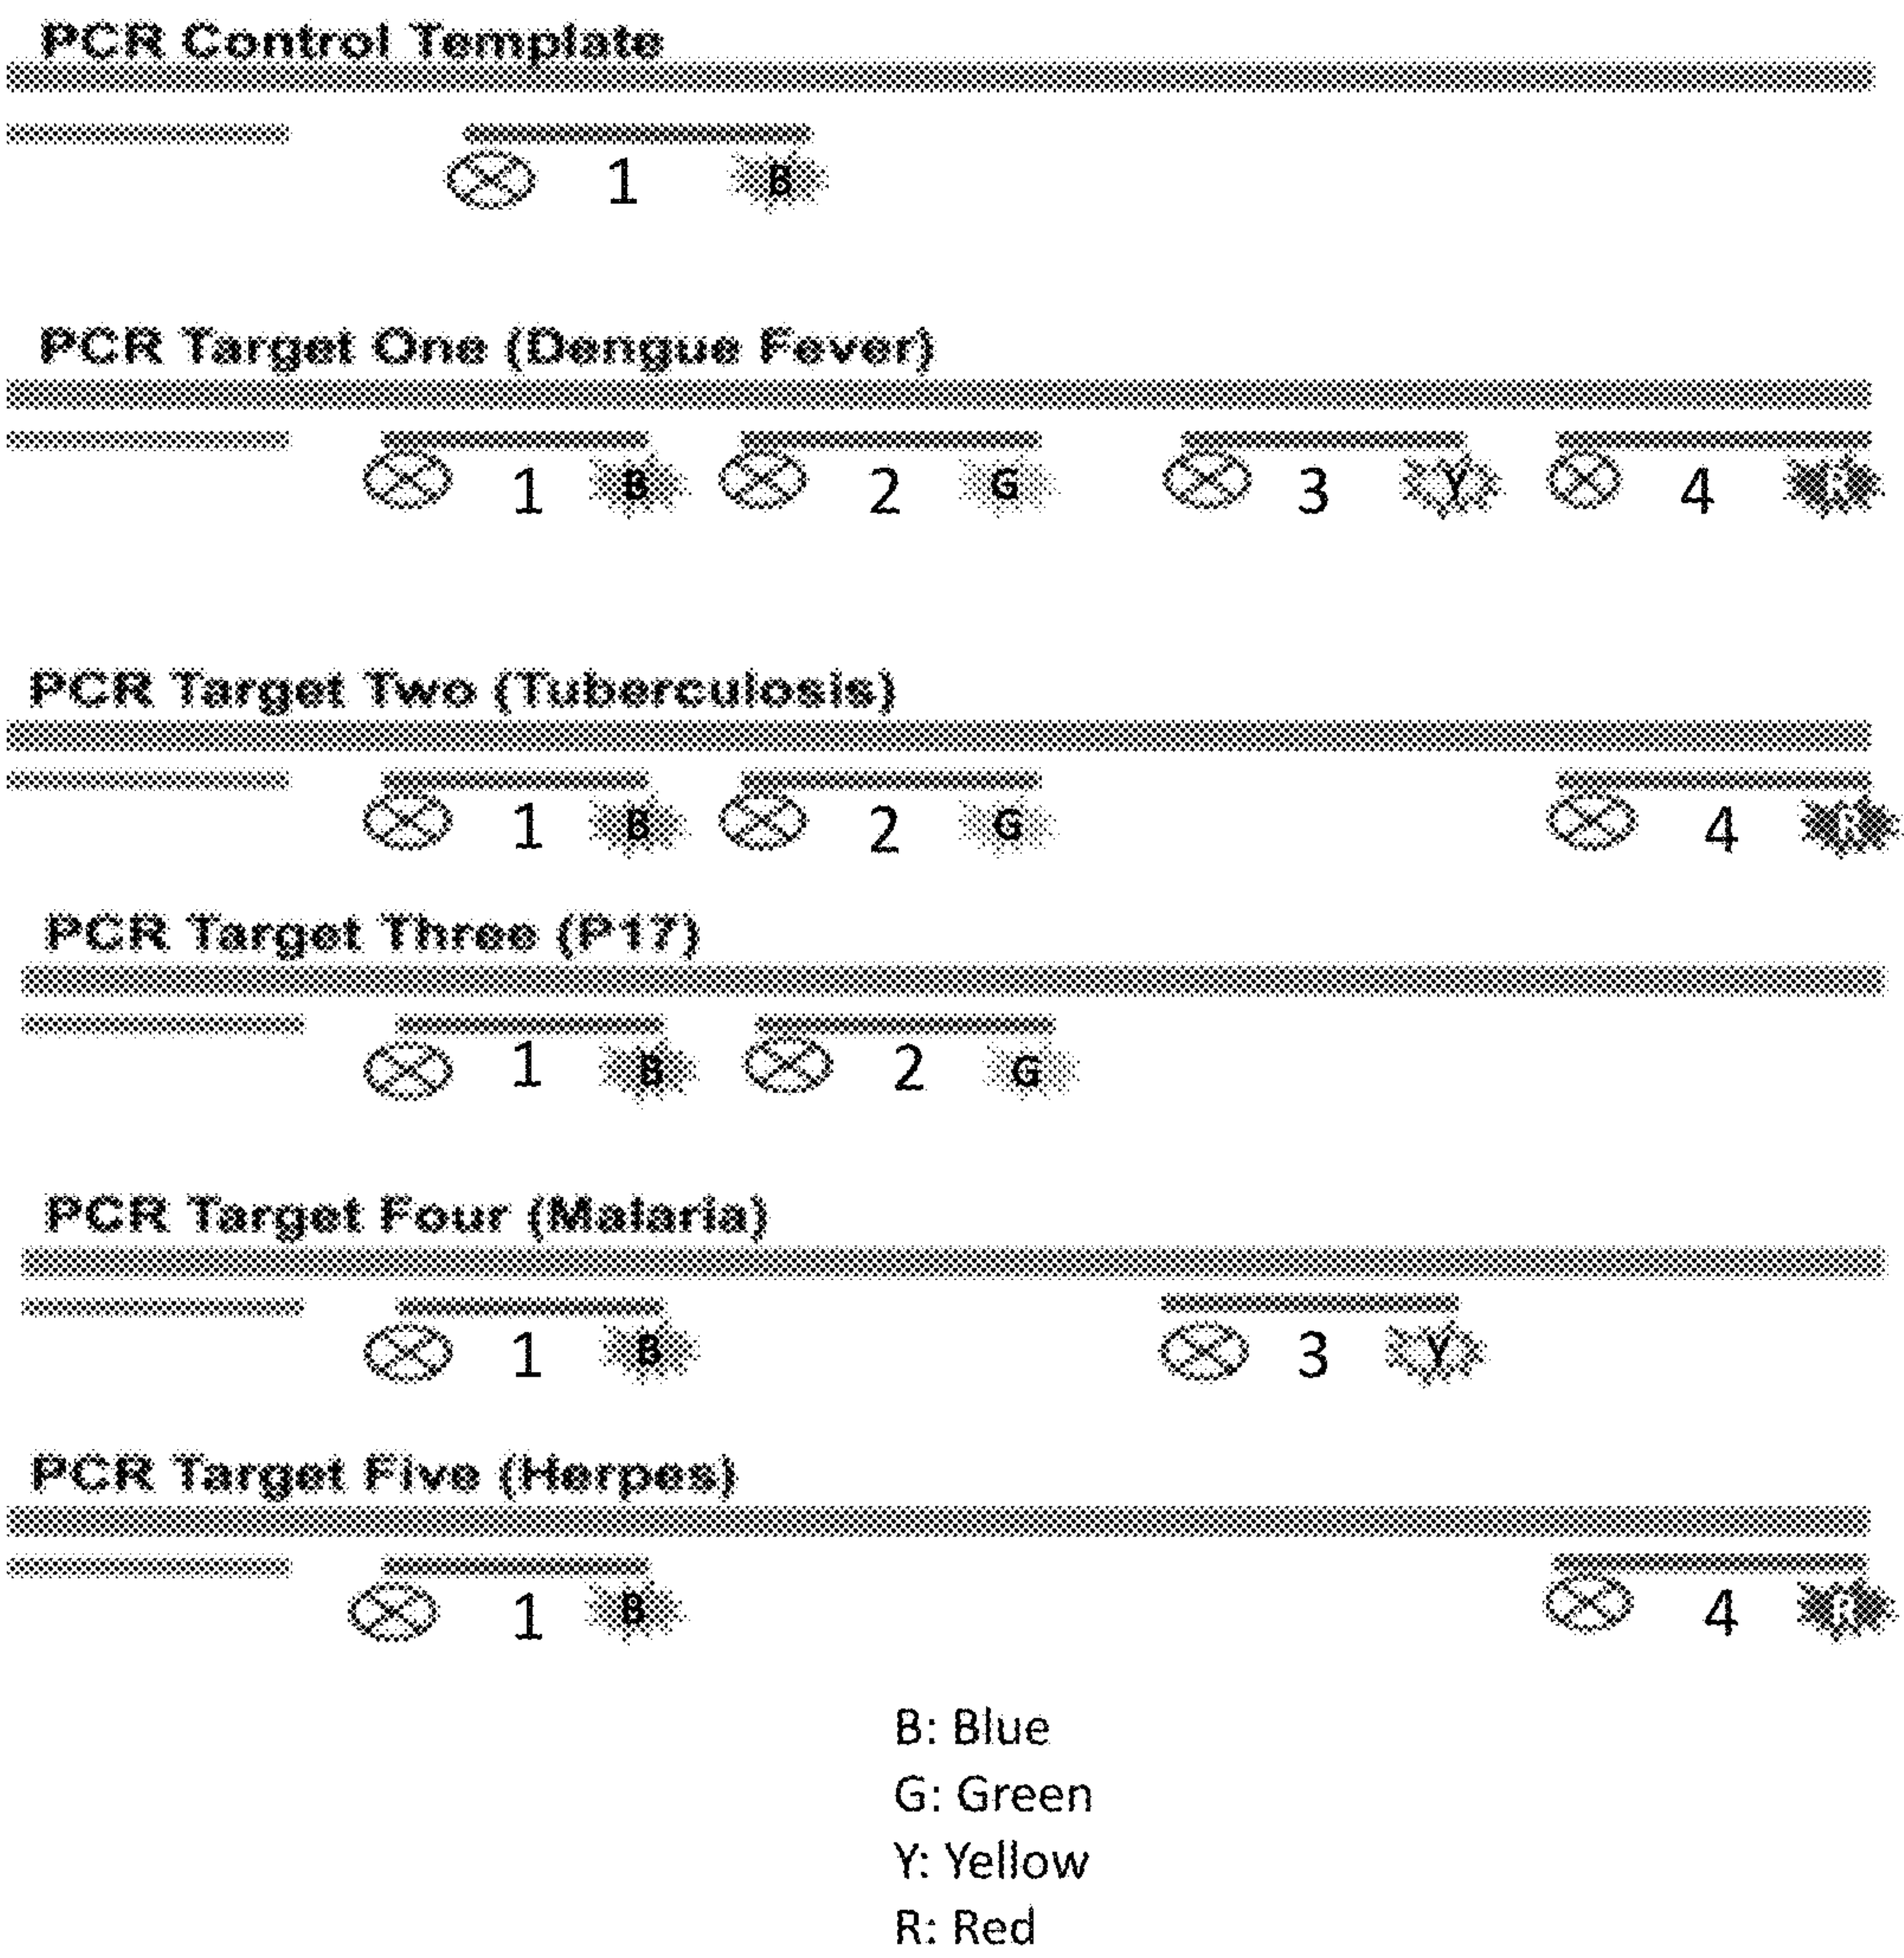 PCR Control Template
1 B
PCR Target One (Dengue Fever)
1 B 2 G 3 Y 4 R
PCR Target Two (Tuberculosis)
1 B 2 G 4 R
PCR Target Three (P17)
1 B 2 G
PCR Target Four (Malaria)
1 B 3 Y
PCR Target Five (Herpes)
1 B 4 R
B: Blue
G: Green
Y: Yellow
R: Red